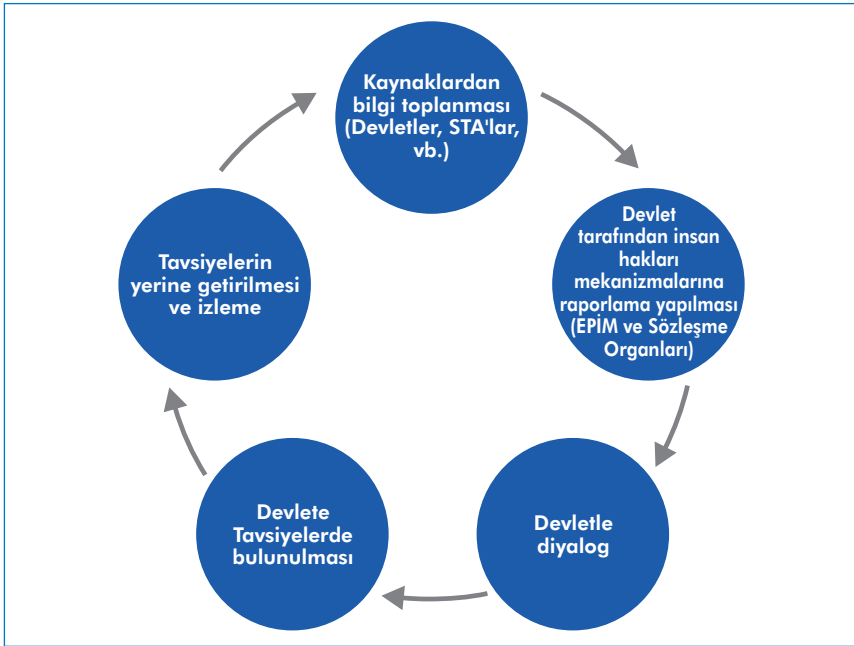 Kaynaklardan
bilgi toplanması
(Devletler, STA'lar,
vb.)
Devlet
tarafından insan
hakları
mekanizmalarına
raporlama yapılması
(EPİM ve Sözleşme
Organları)
Devletle
diyalog
Devlete
Tavsiyelerde
bulunulması
Tavsiyelerin
yerine getirilmesi
ve izleme